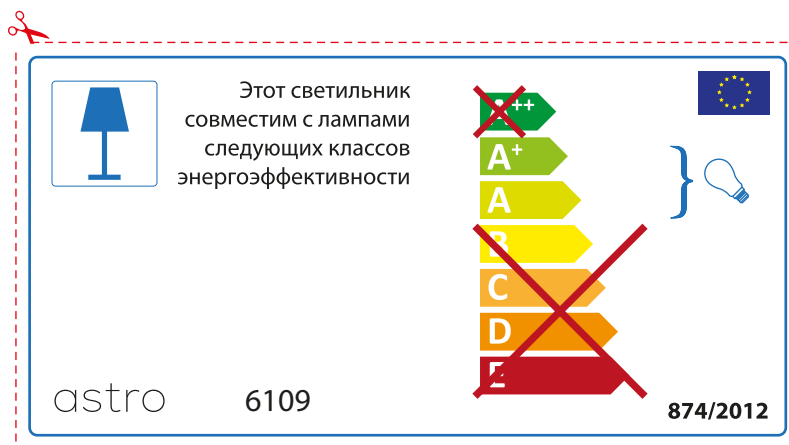 Этот светильник
совместим с лампами
следующих классов
энергоэффективности
A++
A+
A
B
C
D
E
astro
6109
874/2012